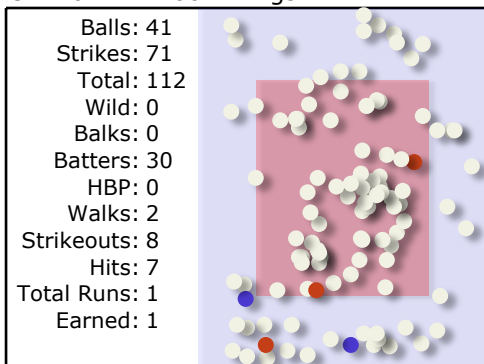 Balls: 41
Strikes: 71
Total: 112
Wild: 0
Balks: 0
Batters: 30
HBP: 0
Walks: 2
Strikeouts: 8
Hits: 7
Total Runs: 1
Earned: 1